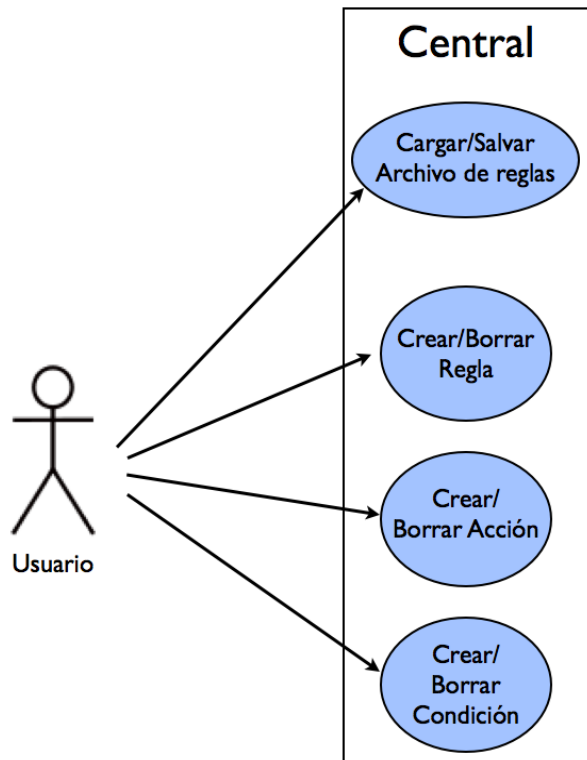 Central
Cargar/Salvar
Archivo de reglas
Crear/Borrar
Regla
Crear/
Borrar Acción
Usuario
Crear/
Borrar
Condición